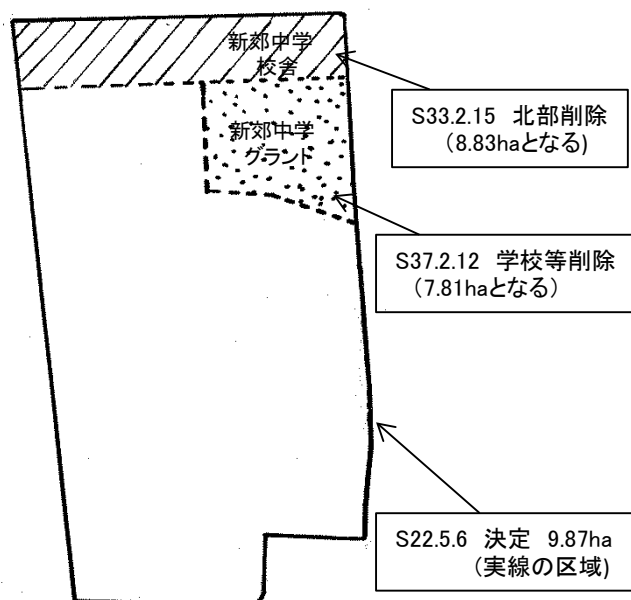 新郊中学
校舎
S33.2.15 北部削除
（8.83haとなる)
新郊中学
グランド
S37.2.12 学校等削除
（7.81haとなる）
S22.5.6 決定 9.87ha
（実線の区域)